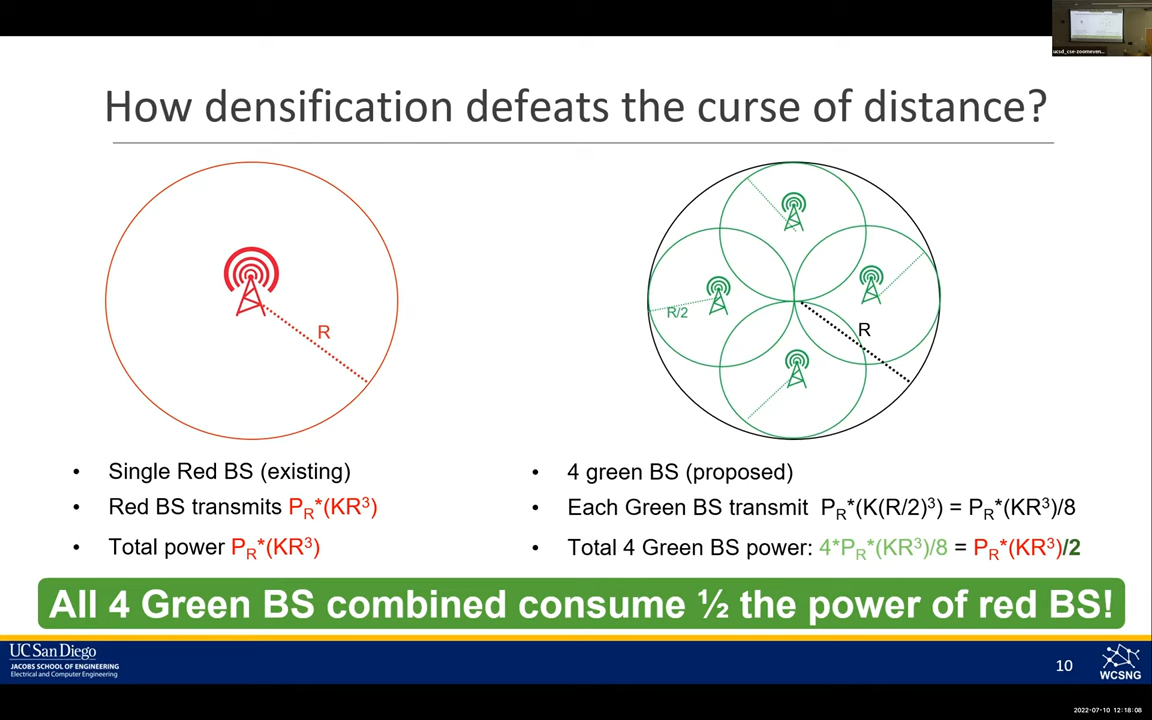 ucsd_cse-zoomeven...
How densification defeats the curse of distance?
R
R/2
R
• Single Red BS (existing)
• Red BS transmits P_R*(KR³)
• Total power P_R*(KR³)
• 4 green BS (proposed)
• Each Green BS transmit P_R*(K(R/2)³) = P_R*(KR³)/8
• Total 4 Green BS power: 4*P_R*(KR³)/8 = P_R*(KR³)/2
All 4 Green BS combined consume ½ the power of red BS!
UC San Diego
JACOBS SCHOOL OF ENGINEERING
Electrical and Computer Engineering
10
WCSNG
2022-07-10 12:18:08